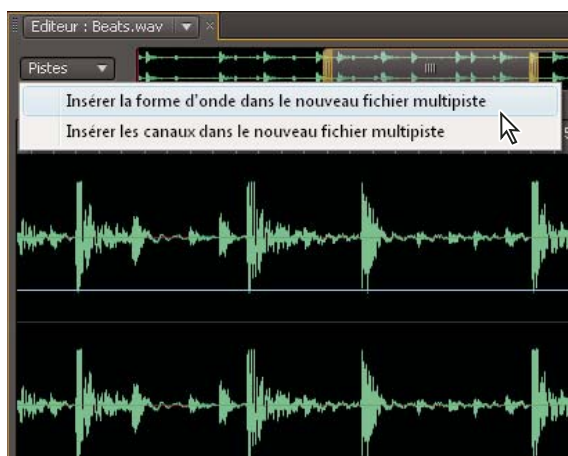 Editeur : Beats.wav
Pistes
Insérer la forme d'onde dans le nouveau fichier multipiste
Insérer les canaux dans le nouveau fichier multipiste